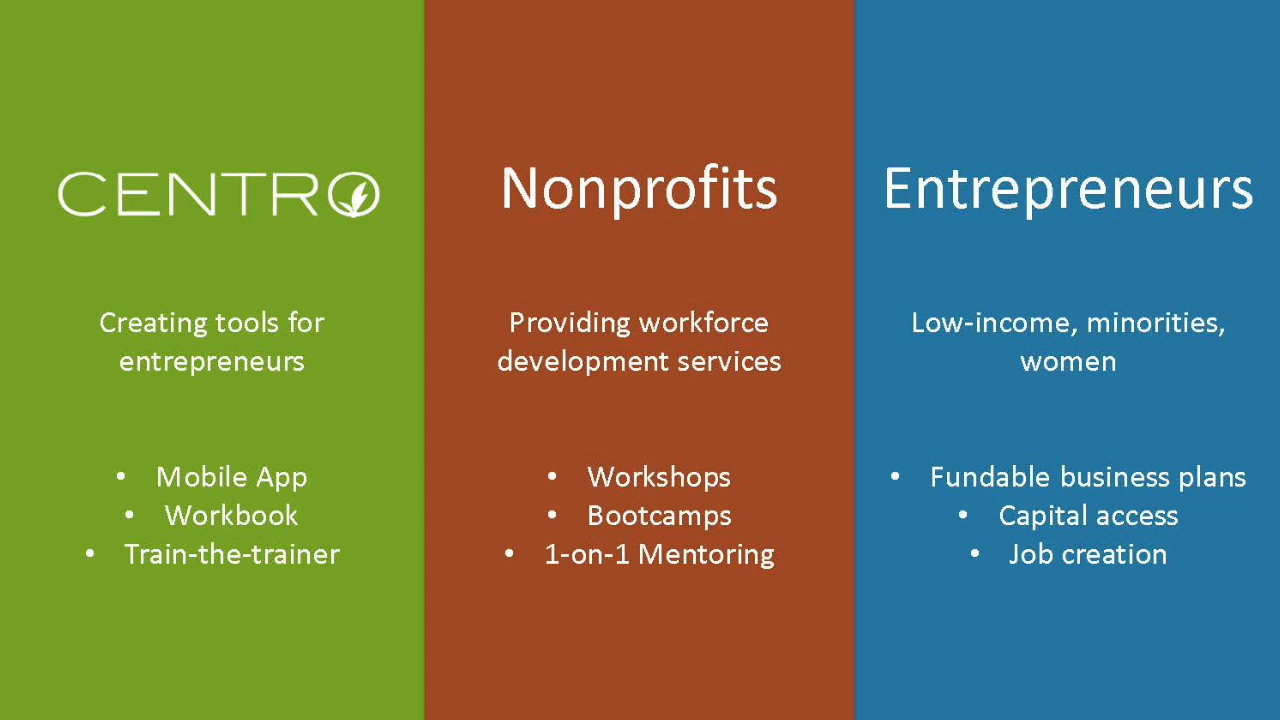 CENTRO
Creating tools for
entrepreneurs
• Mobile App
• Workbook
• Train-the-trainer
Nonprofits
Providing workforce
development services
• Workshops
• Bootcamps
• 1-on-1 Mentoring
Entrepreneurs
Low-income, minorities,
women
• Fundable business plans
• Capital access
• Job creation